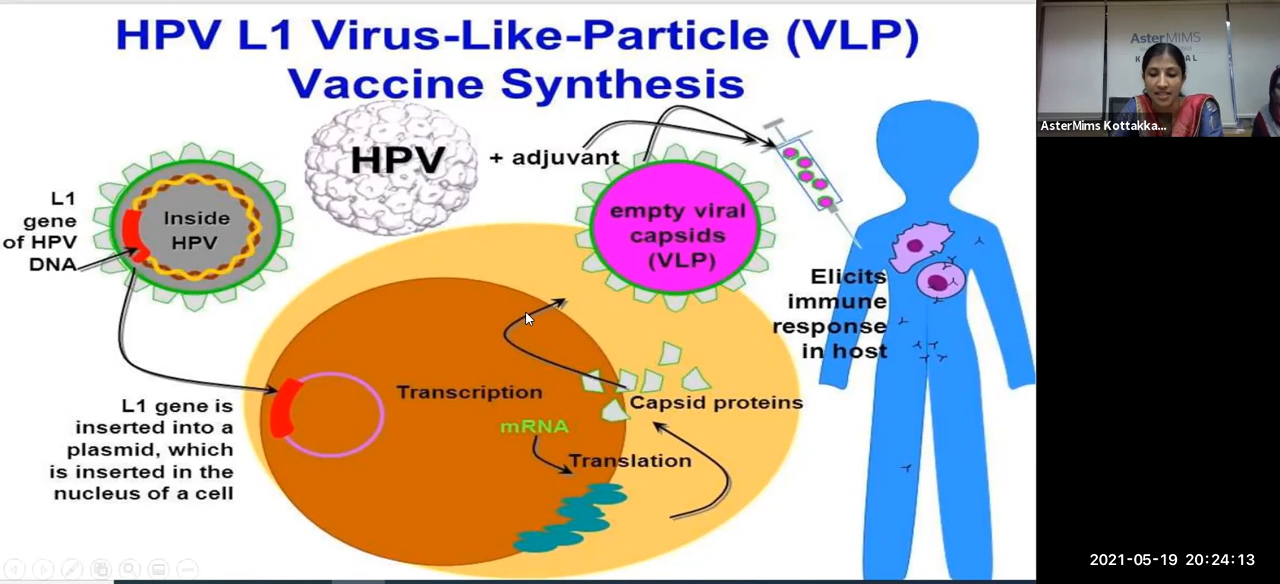 HPV L1 Virus-Like-Particle (VLP)
Vaccine Synthesis
HPV
+ adjuvant
L1
gene
of HPV
DNA
Inside
HPV
empty viral
capsids
(VLP)
Elicits
immune
response
in host
Transcription
mRNA
Translation
Capsid proteins
L1 gene is
inserted into a
plasmid, which
is inserted in the
nucleus of a cell
AsterMIMS
AsterMims Kottakka...
2021-05-19 20:24:13